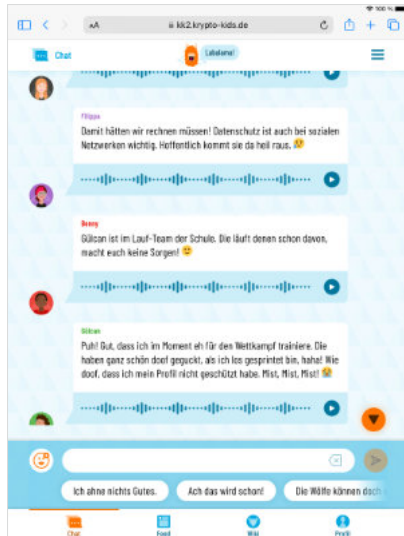 100 %
AA
kk2.krypto-kids.de
Chat
Labelame!
Filippa
Damit hätten wir rechnen müssen! Datenschutz ist auch bei sozialen
Netzwerken wichtig. Hoffentlich kommt sie da heil raus.
Benny
Gülcan ist im Lauf-Team der Schule. Die läuft denen schon davon,
macht euch keine Sorgen!
Gülcan
Puh! Gut, dass ich im Moment eh für den Wettkampf trainiere. Die
haben ganz schön doof geguckt, als ich los gesprintet bin, haha! Wie
doof, dass ich mein Profil nicht geschützt habe. Mist, Mist, Mist!
Ich ahne nichts Gutes.
Ach das wird schon!
Die Wölfe können doch
Chat
Feed
Wiki
Profil